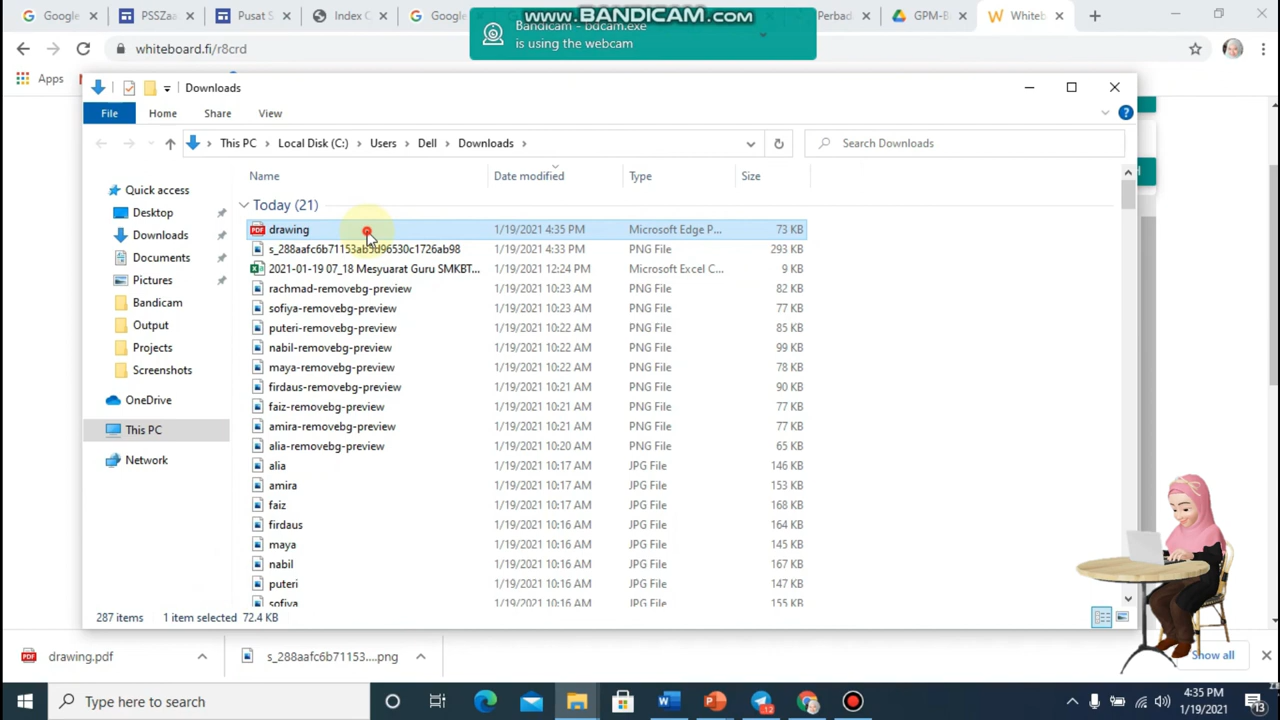 Google
PSSZaa
Pusat S
Index C
Google
Perbad
GPM-B
Whiteb
www.BANDICAM.com
Bandicam - bdcam.exe
is using the webcam
whiteboard.fi/r8crd
Apps
Downloads
File Home Share View
This PC > Local Disk (C:) > Users > Dell > Downloads >
Search Downloads
Name Date modified Type Size
Quick access
Desktop
Downloads
Documents
Pictures
Bandicam
Output
Projects
Screenshots
OneDrive
This PC
Network
Today (21)
drawing 1/19/2021 4:35 PM Microsoft Edge P... 73 KB
s_288aafc6b71153ab5d96530c1726ab98 1/19/2021 4:33 PM PNG File 293 KB
2021-01-19 07_18 Mesyuarat Guru SMKBT... 1/19/2021 12:24 PM Microsoft Excel C... 9 KB
rachmad-removebg-preview 1/19/2021 10:23 AM PNG File 82 KB
sofiya-removebg-preview 1/19/2021 10:23 AM PNG File 77 KB
puteri-removebg-preview 1/19/2021 10:22 AM PNG File 85 KB
nabil-removebg-preview 1/19/2021 10:22 AM PNG File 99 KB
maya-removebg-preview 1/19/2021 10:22 AM PNG File 78 KB
firdaus-removebg-preview 1/19/2021 10:21 AM PNG File 90 KB
faiz-removebg-preview 1/19/2021 10:21 AM PNG File 77 KB
amira-removebg-preview 1/19/2021 10:21 AM PNG File 77 KB
alia-removebg-preview 1/19/2021 10:20 AM PNG File 65 KB
alia 1/19/2021 10:17 AM JPG File 146 KB
amira 1/19/2021 10:17 AM JPG File 153 KB
faiz 1/19/2021 10:17 AM JPG File 168 KB
firdaus 1/19/2021 10:16 AM JPG File 164 KB
maya 1/19/2021 10:16 AM JPG File 145 KB
nabil 1/19/2021 10:16 AM JPG File 167 KB
puteri 1/19/2021 10:16 AM JPG File 147 KB
sofiya 1/19/2021 10:16 AM JPG File 155 KB
287 items 1 item selected 72.4 KB
drawing.pdf
s_288aafc6b71153....png
Show all
Type here to search
12
4:35 PM
1/19/2021
13